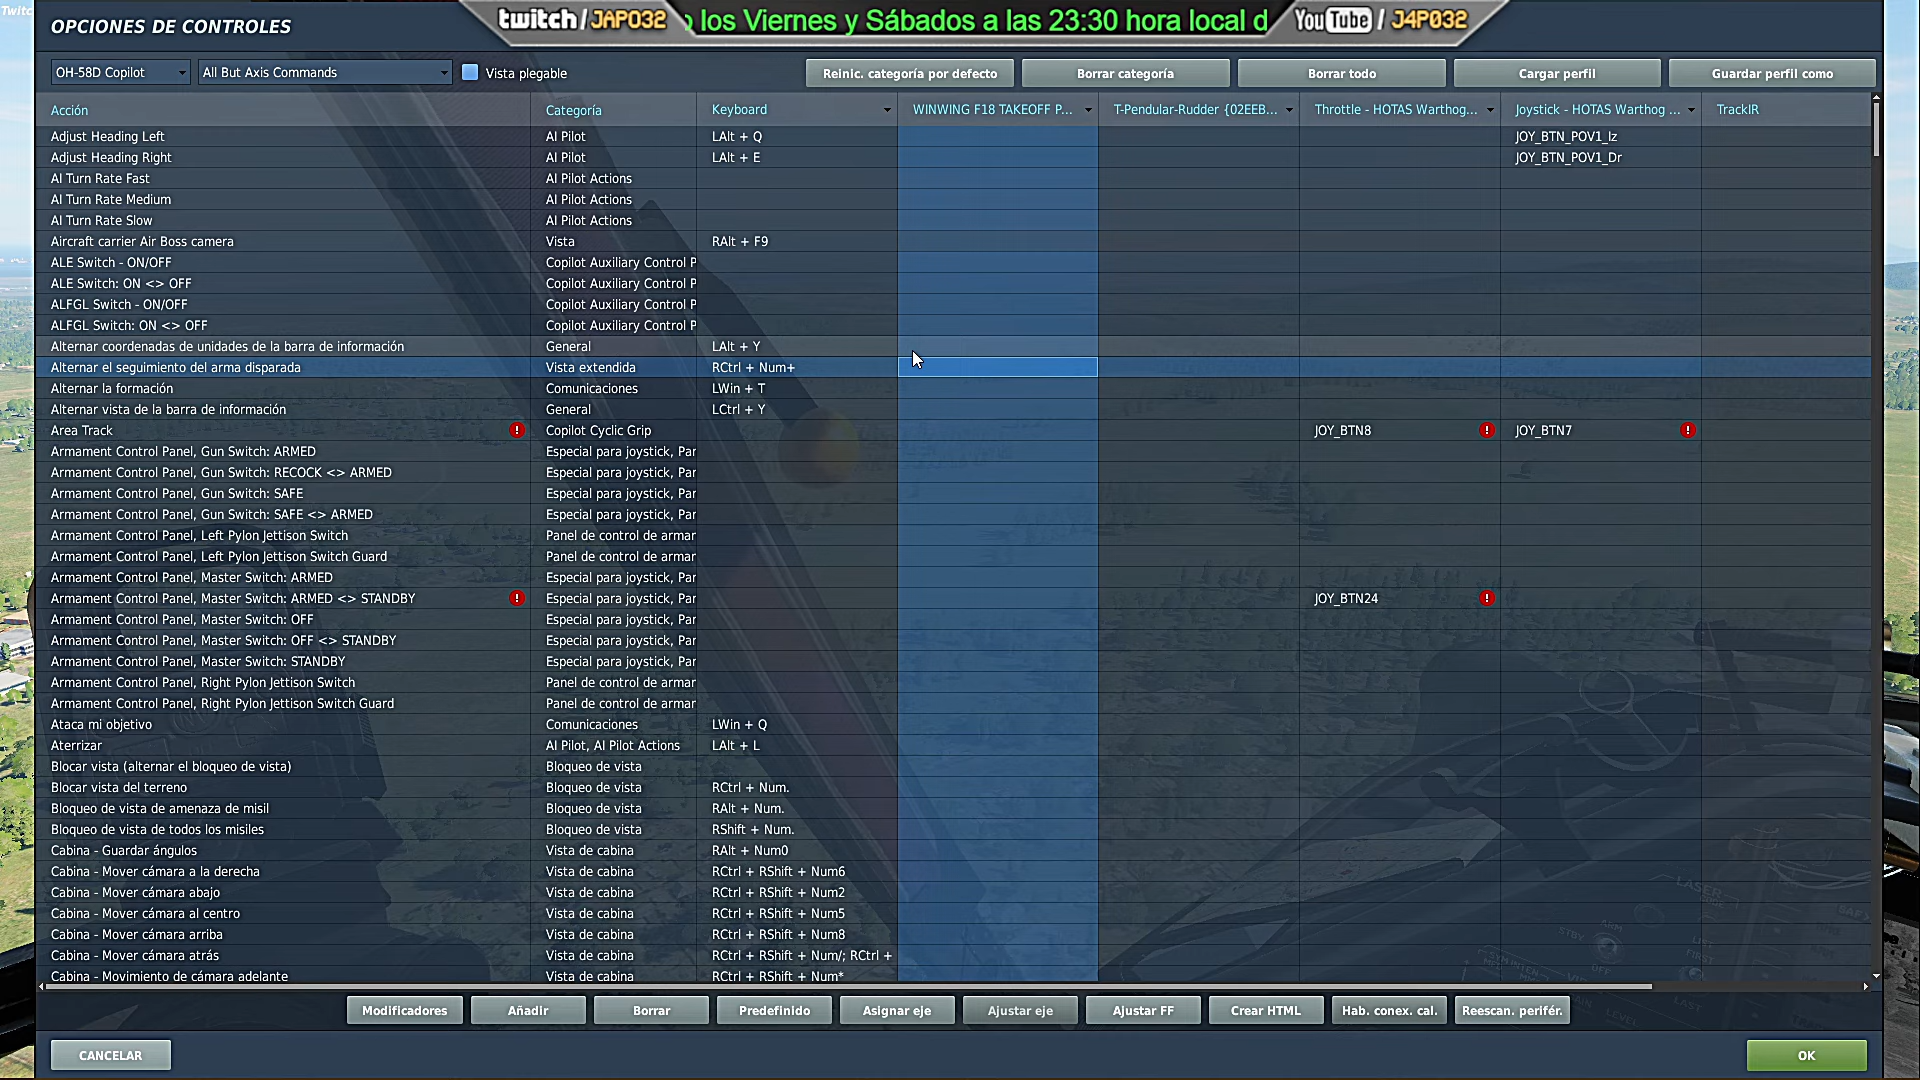 Twitc
OPCIONES DE CONTROLES
twitch / JAPO32
o los Viernes y Sábados a las 23:30 hora local d
YouTube / J4P032
OH-58D Copilot
All But Axis Commands
Vista plegable
Reinic. categoría por defecto
Borrar categoría
Borrar todo
Cargar perfil
Guardar perfil como
Acción Categoría Keyboard WINWING F18 TAKEOFF P... T-Pendular-Rudder {02EEB... Throttle - HOTAS Warthog... Joystick - HOTAS Warthog ... TrackIR
Adjust Heading Left AI Pilot LAlt + Q JOY_BTN_POV1_Iz
Adjust Heading Right AI Pilot LAlt + E JOY_BTN_POV1_Dr
AI Turn Rate Fast AI Pilot Actions
AI Turn Rate Medium AI Pilot Actions
AI Turn Rate Slow AI Pilot Actions
Aircraft carrier Air Boss camera Vista RAlt + F9
ALE Switch - ON/OFF Copilot Auxiliary Control P
ALE Switch: ON <> OFF Copilot Auxiliary Control P
ALFGL Switch - ON/OFF Copilot Auxiliary Control P
ALFGL Switch: ON <> OFF Copilot Auxiliary Control P
Alternar coordenadas de unidades de la barra de información General LAlt + Y
Alternar el seguimiento del arma disparada Vista extendida RCtrl + Num+
Alternar la formación Comunicaciones LWin + T
Alternar vista de la barra de información General LCtrl + Y
Area Track ! Copilot Cyclic Grip JOY_BTN8 ! JOY_BTN7 !
Armament Control Panel, Gun Switch: ARMED Especial para joystick, Par
Armament Control Panel, Gun Switch: RECOCK <> ARMED Especial para joystick, Par
Armament Control Panel, Gun Switch: SAFE Especial para joystick, Par
Armament Control Panel, Gun Switch: SAFE <> ARMED Especial para joystick, Par
Armament Control Panel, Left Pylon Jettison Switch Panel de control de armar
Armament Control Panel, Left Pylon Jettison Switch Guard Panel de control de armar
Armament Control Panel, Master Switch: ARMED Especial para joystick, Par
Armament Control Panel, Master Switch: ARMED <> STANDBY ! Especial para joystick, Par JOY_BTN24 !
Armament Control Panel, Master Switch: OFF Especial para joystick, Par
Armament Control Panel, Master Switch: OFF <> STANDBY Especial para joystick, Par
Armament Control Panel, Master Switch: STANDBY Especial para joystick, Par
Armament Control Panel, Right Pylon Jettison Switch Panel de control de armar
Armament Control Panel, Right Pylon Jettison Switch Guard Panel de control de armar
Ataca mi objetivo Comunicaciones LWin + Q
Aterrizar AI Pilot, AI Pilot Actions LAlt + L
Blocar vista (alternar el bloqueo de vista) Bloqueo de vista
Blocar vista del terreno Bloqueo de vista RCtrl + Num.
Bloqueo de vista de amenaza de misil Bloqueo de vista RAlt + Num.
Bloqueo de vista de todos los misiles Bloqueo de vista RShift + Num.
Cabina - Guardar ángulos Vista de cabina RAlt + Num0
Cabina - Mover cámara a la derecha Vista de cabina RCtrl + RShift + Num6
Cabina - Mover cámara abajo Vista de cabina RCtrl + RShift + Num2
Cabina - Mover cámara al centro Vista de cabina RCtrl + RShift + Num5
Cabina - Mover cámara arriba Vista de cabina RCtrl + RShift + Num8
Cabina - Mover cámara atrás Vista de cabina RCtrl + RShift + Num/; RCtrl +
Cabina - Movimiento de cámara adelante Vista de cabina RCtrl + RShift + Num*
Modificadores
Añadir
Borrar
Predefinido
Asignar eje
Ajustar eje
Ajustar FF
Crear HTML
Hab. conex. cal.
Reescan. perifér.
CANCELAR
OK